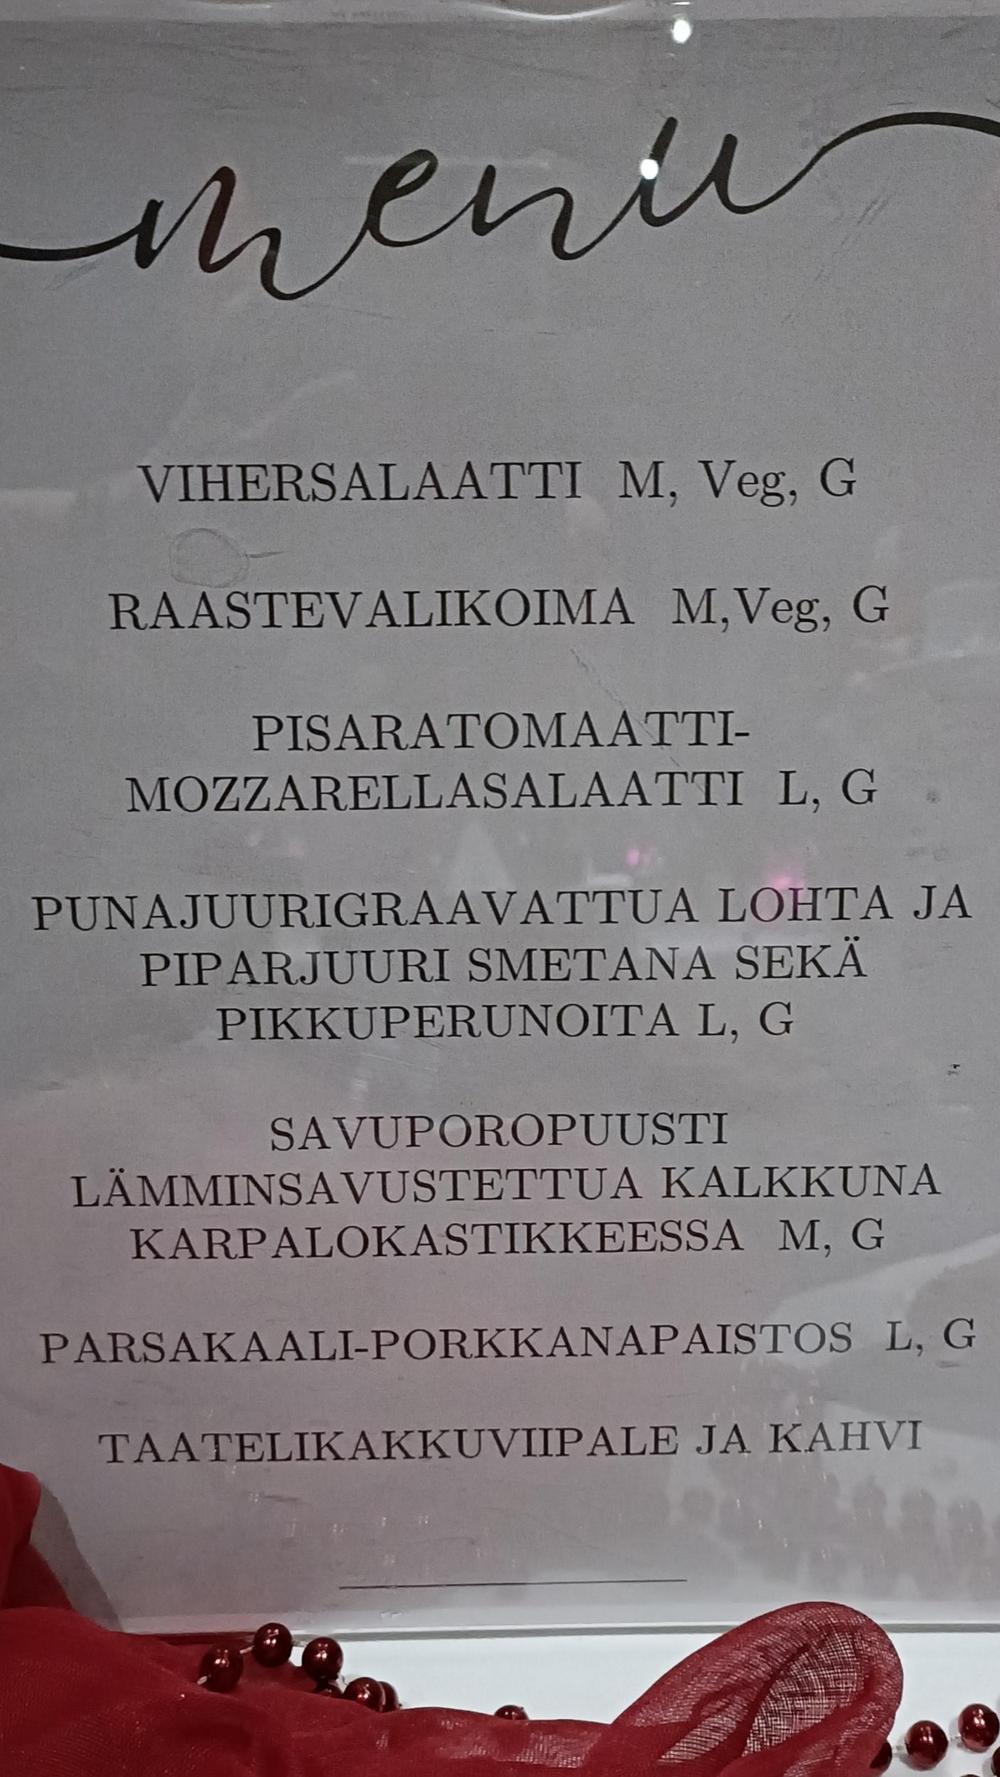 menu
VIHERSALAATTI M, Veg, G
RAASTEVALIKOIMA M,Veg, G
PISARATOMAATTI-
MOZZARELLASALAATTI L, G
PUNAJUURIGRAAVATTUA LOHTA JA
PIPARJUURI SMETANA SEKÄ
PIKKUPERUNOITA L, G
SAVUPOROPUUSTI
LÄMMINSAVUSTETTUA KALKKUNA
KARPALOKASTIKKEESSA M, G
PARSAKAALI-PORKKANAPAISTOS L, G
TAATELIKAKKUVIIPALE JA KAHVI